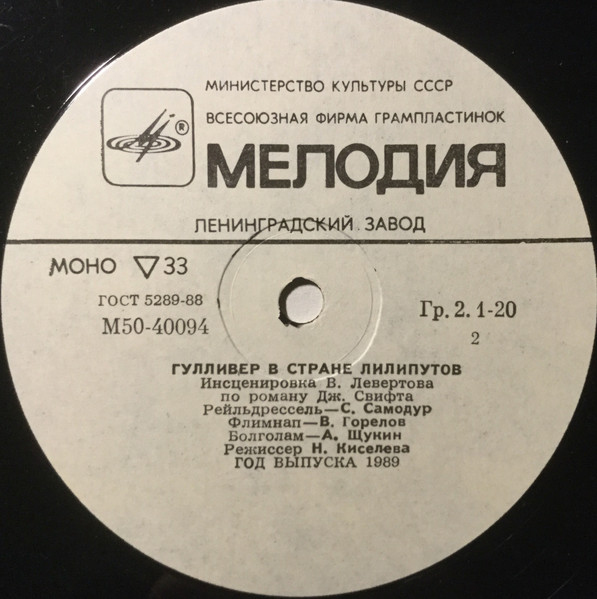 МИНИСТЕРСТВО КУЛЬТУРЫ СССР
ВСЕСОЮЗНАЯ ФИРМА ГРАМПЛАСТИНОК
®
МЕЛОДИЯ
ЛЕНИНГРАДСКИЙ ЗАВОД
МОНО ▽ 33
ГОСТ 5289-88
М50-40094
Гр. 2. 1-20
2
ГУЛЛИВЕР В СТРАНЕ ЛИЛИПУТОВ
Инсценировка В. Левертова
по роману Дж. Свифта
Рейльдрессель—С. Самодур
Флимнап—В. Горелов
Болголам—А. Щукин
Режиссер Н. Киселева
ГОД ВЫПУСКА 1989